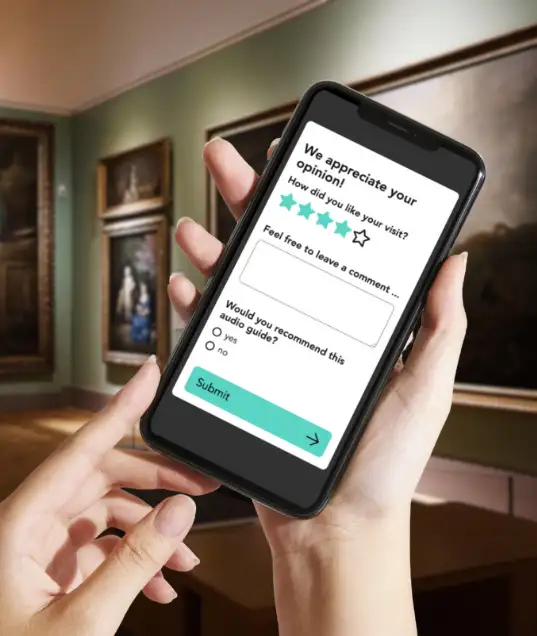 We appreciate your
opinion!
How did you like your visit?
Feel free to leave a comment ...
Would you recommend this
audio guide?
yes
no
Submit